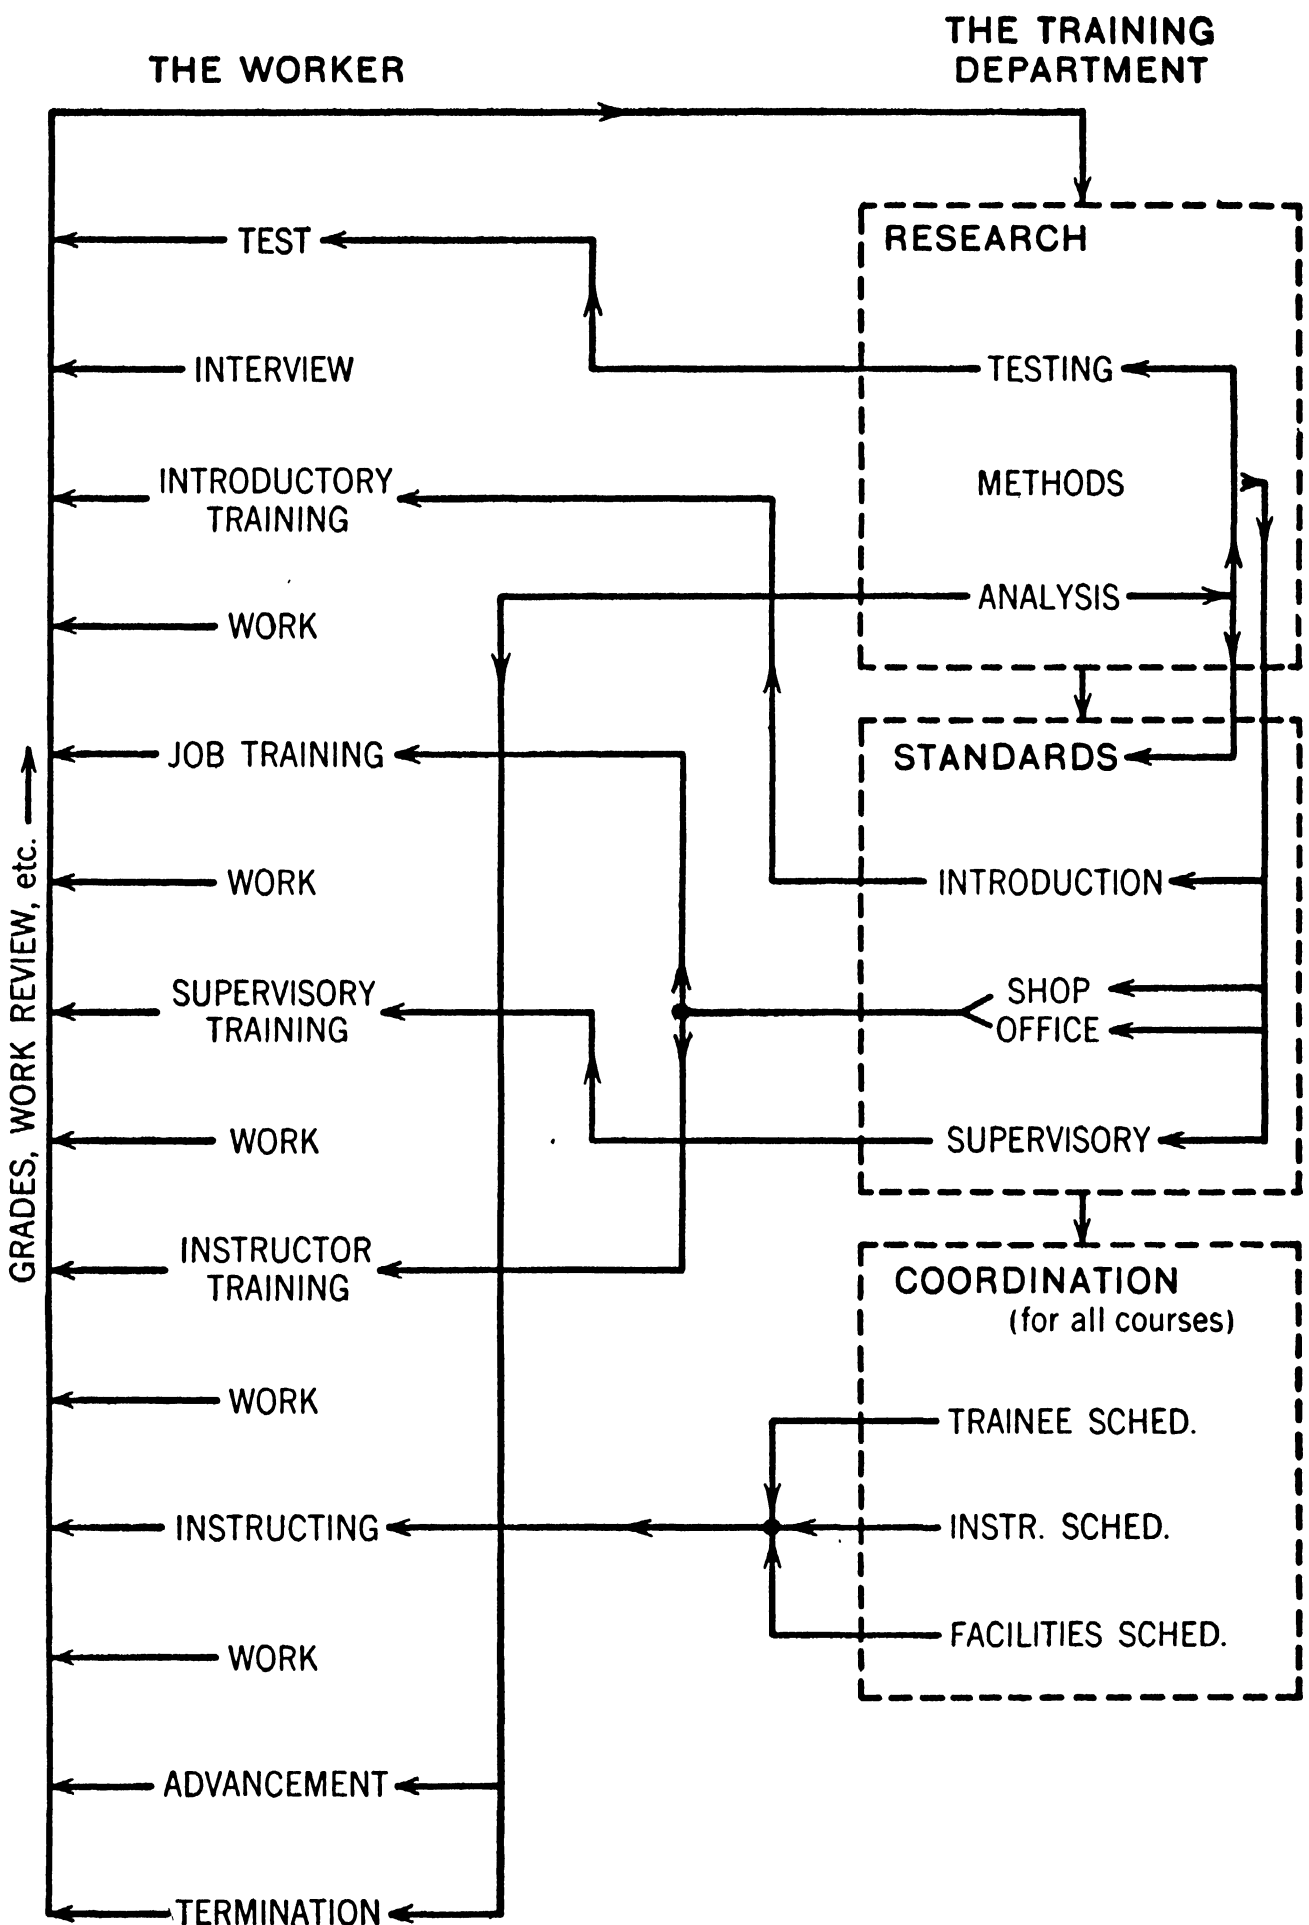 THE WORKER
TEST
INTERVIEW
INTRODUCTORY
TRAINING
WORK
JOB TRAINING
WORK
SUPERVISORY
TRAINING
WORK
INSTRUCTOR
TRAINING
WORK
INSTRUCTING
WORK
ADVANCEMENT
TERMINATION
GRADES, WORK REVIEW, etc.
THE TRAINING
DEPARTMENT
RESEARCH
TESTING
METHODS
ANALYSIS
STANDARDS
INTRODUCTION
SHOP
OFFICE
SUPERVISORY
COORDINATION
(for all courses)
TRAINEE SCHED.
INSTR. SCHED.
FACILITIES SCHED.